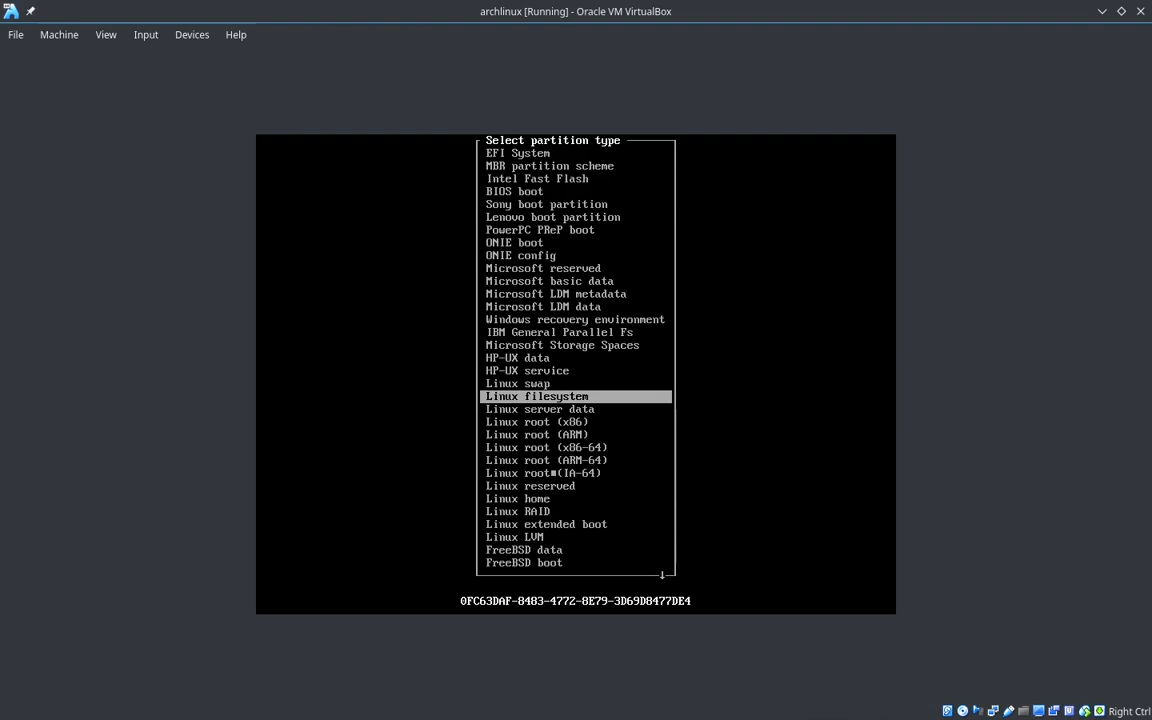 archlinux [Running] - Oracle VM VirtualBox
File Machine View Input Devices Help
Select partition type
EFI System
MBR partition scheme
Intel Fast Flash
BIOS boot
Sony boot partition
Lenovo boot partition
PowerPC PReP boot
ONIE boot
ONIE config
Microsoft reserved
Microsoft basic data
Microsoft LDM metadata
Microsoft LDM data
Windows recovery environment
IBM General Parallel Fs
Microsoft Storage Spaces
HP-UX data
HP-UX service
Linux swap
Linux filesystem
Linux server data
Linux root (x86)
Linux root (ARM)
Linux root (x86-64)
Linux root (ARM-64)
Linux root■(IA-64)
Linux reserved
Linux home
Linux RAID
Linux extended boot
Linux LVM
FreeBSD data
FreeBSD boot
↓
0FC63DAF-8483-4772-8E79-3D69D8477DE4
Right Ctrl